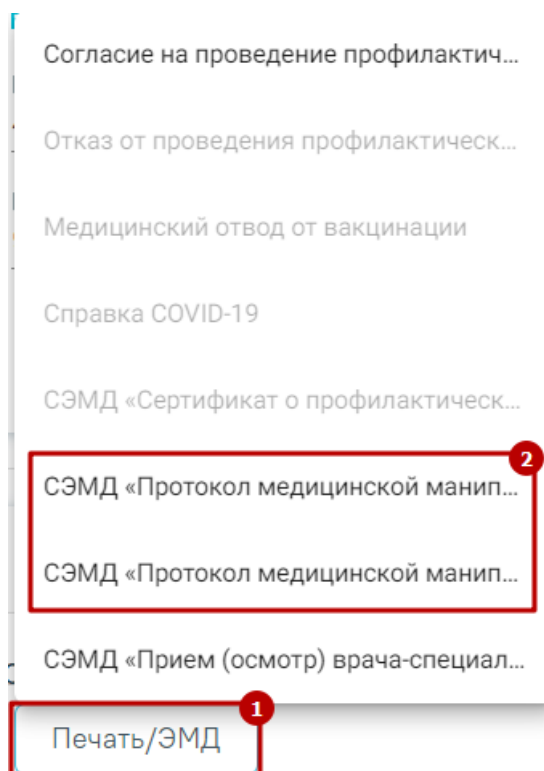 Согласие на проведение профилактич...
Отказ от проведения профилактическ...
Медицинский отвод от вакцинации
Справка COVID-19
СЭМД «Сертификат о профилактическ...
2
СЭМД «Протокол медицинской манип...
СЭМД «Протокол медицинской манип...
СЭМД «Прием (осмотр) врача-специал...
1
Печать/ЭМД